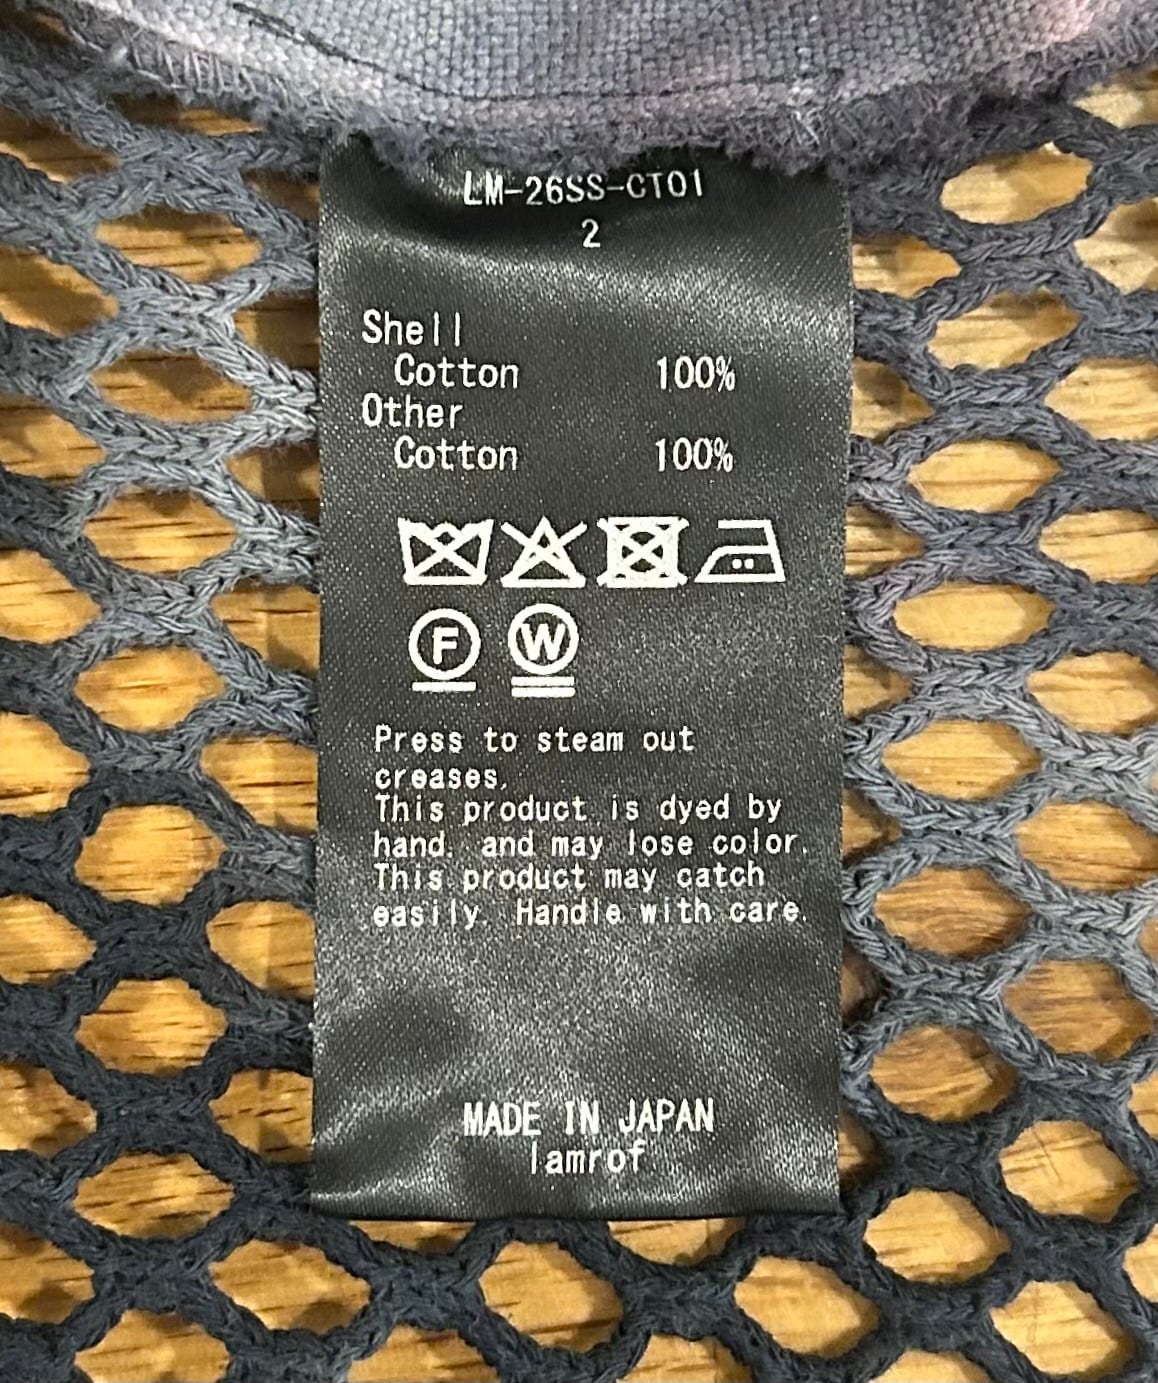 LM-26SS-CT01
2
Shell
Cotton 100%
Other
Cotton 100%
F W
Press to steam out
creases.
This product is dyed by
hand. and may lose color.
This product may catch
easily. Handle with care.
MADE IN JAPAN
lamrof